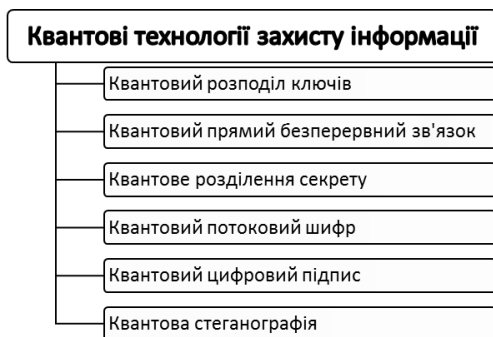 Квантові технології захисту інформації
Квантовий розподіл ключів
Квантовий прямий безперервний зв'язок
Квантове розділення секрету
Квантовий потоковий шифр
Квантовий цифровий підпис
Квантова стеганографія